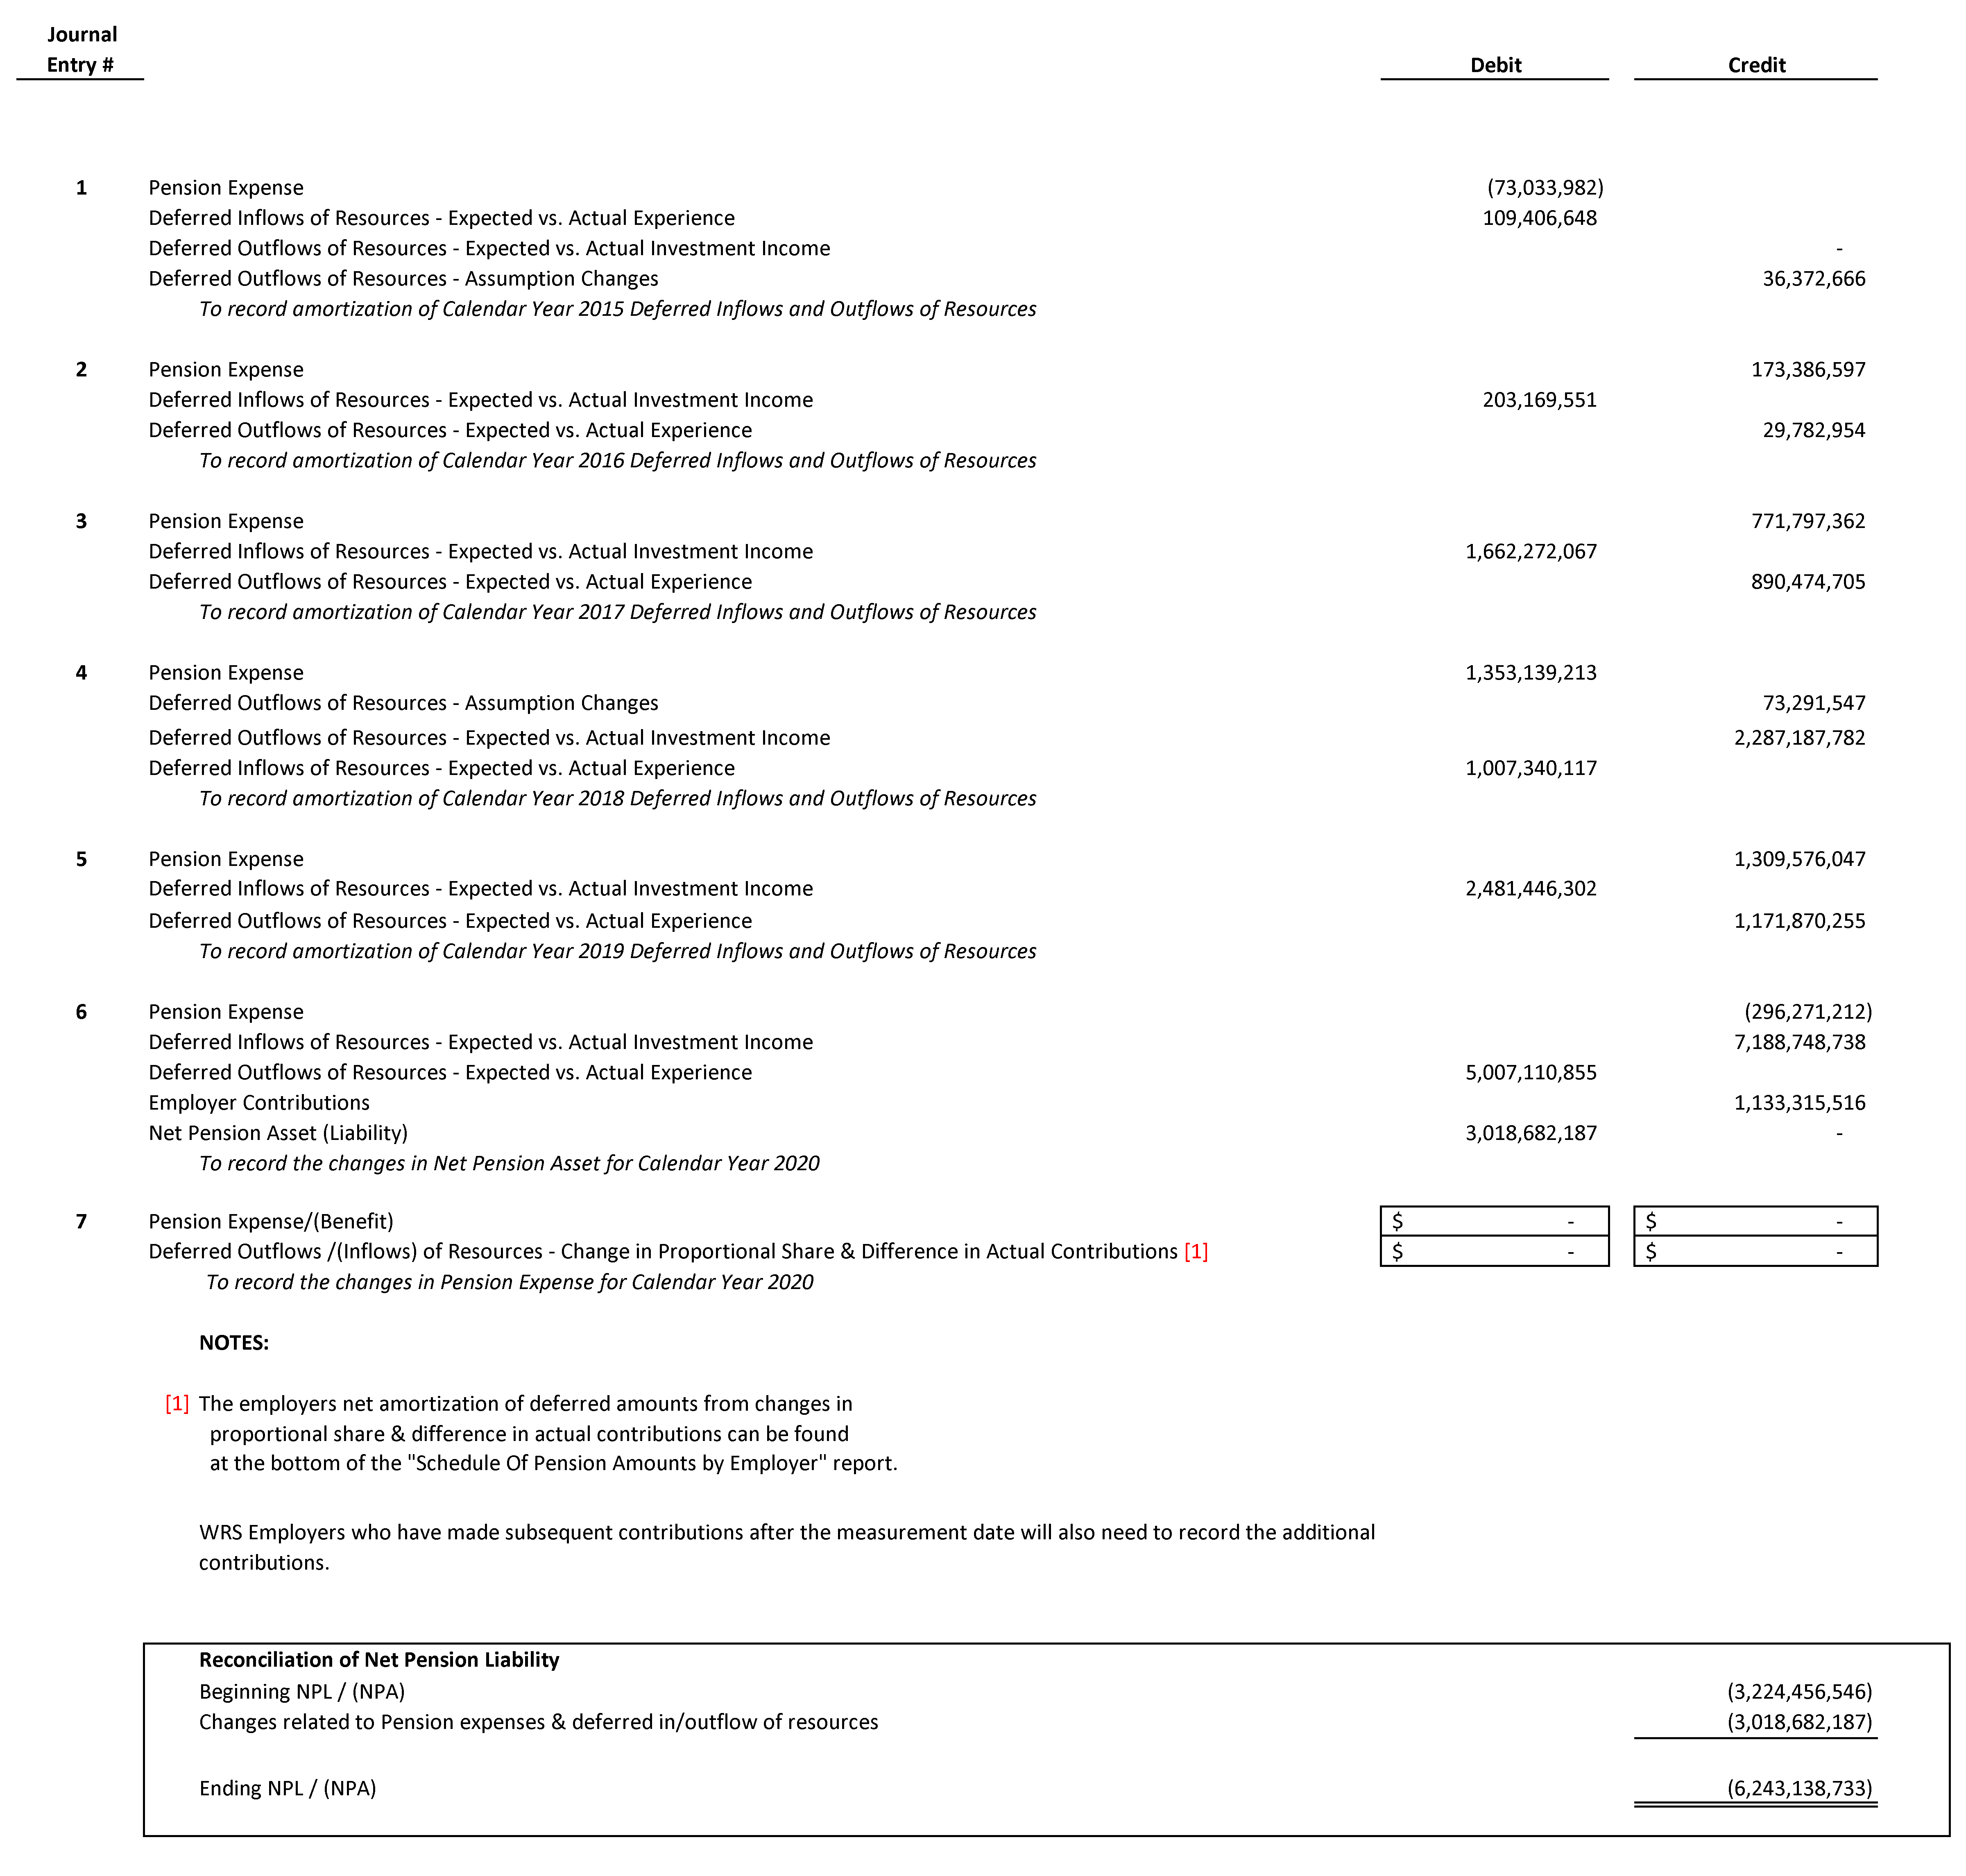 Journal
Entry # Debit Credit
1 Pension Expense (73,033,982)
Deferred Inflows of Resources - Expected vs. Actual Experience 109,406,648
Deferred Outflows of Resources - Expected vs. Actual Investment Income -
Deferred Outflows of Resources - Assumption Changes 36,372,666
To record amortization of Calendar Year 2015 Deferred Inflows and Outflows of Resources
2 Pension Expense 173,386,597
Deferred Inflows of Resources - Expected vs. Actual Investment Income 203,169,551
Deferred Outflows of Resources - Expected vs. Actual Experience 29,782,954
To record amortization of Calendar Year 2016 Deferred Inflows and Outflows of Resources
3 Pension Expense 771,797,362
Deferred Inflows of Resources - Expected vs. Actual Investment Income 1,662,272,067
Deferred Outflows of Resources - Expected vs. Actual Experience 890,474,705
To record amortization of Calendar Year 2017 Deferred Inflows and Outflows of Resources
4 Pension Expense 1,353,139,213
Deferred Outflows of Resources - Assumption Changes 73,291,547
Deferred Outflows of Resources - Expected vs. Actual Investment Income 2,287,187,782
Deferred Inflows of Resources - Expected vs. Actual Experience 1,007,340,117
To record amortization of Calendar Year 2018 Deferred Inflows and Outflows of Resources
5 Pension Expense 1,309,576,047
Deferred Inflows of Resources - Expected vs. Actual Investment Income 2,481,446,302
Deferred Outflows of Resources - Expected vs. Actual Experience 1,171,870,255
To record amortization of Calendar Year 2019 Deferred Inflows and Outflows of Resources
6 Pension Expense (296,271,212)
Deferred Inflows of Resources - Expected vs. Actual Investment Income 7,188,748,738
Deferred Outflows of Resources - Expected vs. Actual Experience 5,007,110,855
Employer Contributions 1,133,315,516
Net Pension Asset (Liability) 3,018,682,187 -
To record the changes in Net Pension Asset for Calendar Year 2020
7 Pension Expense/(Benefit) $ - $ -
Deferred Outflows /(Inflows) of Resources - Change in Proportional Share & Difference in Actual Contributions [1] $ - $ -
To record the changes in Pension Expense for Calendar Year 2020
NOTES:
[1] The employers net amortization of deferred amounts from changes in
proportional share & difference in actual contributions can be found
at the bottom of the "Schedule Of Pension Amounts by Employer" report.
WRS Employers who have made subsequent contributions after the measurement date will also need to record the additional
contributions.
Reconciliation of Net Pension Liability
Beginning NPL / (NPA) (3,224,456,546)
Changes related to Pension expenses & deferred in/outflow of resources (3,018,682,187)
Ending NPL / (NPA) (6,243,138,733)